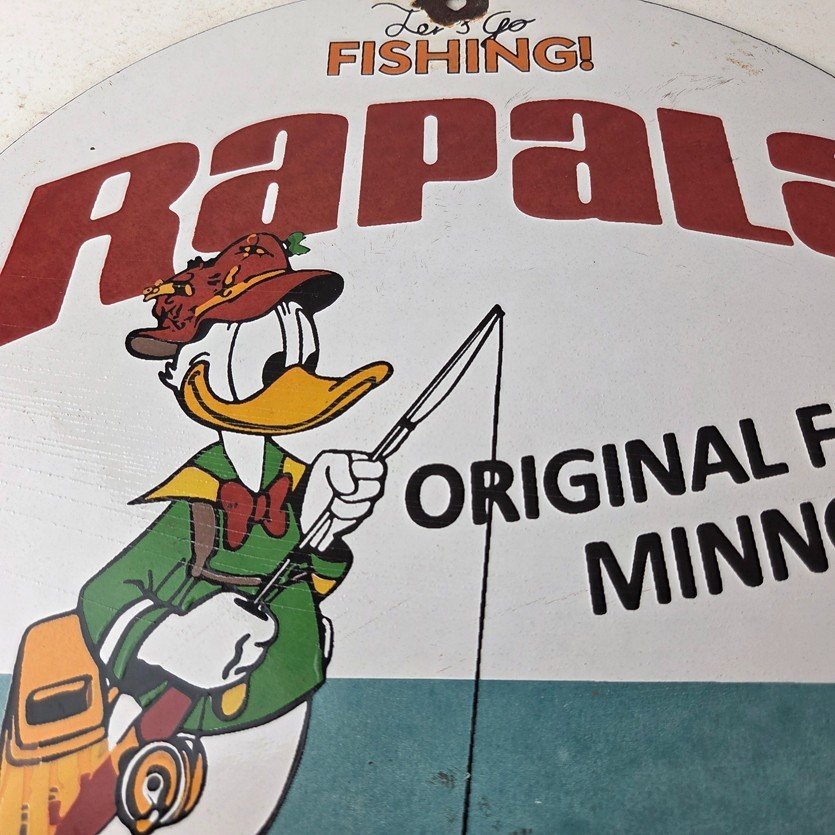 Let's Go
FISHING!
RAPALA
ORIGINAL F
MINNO